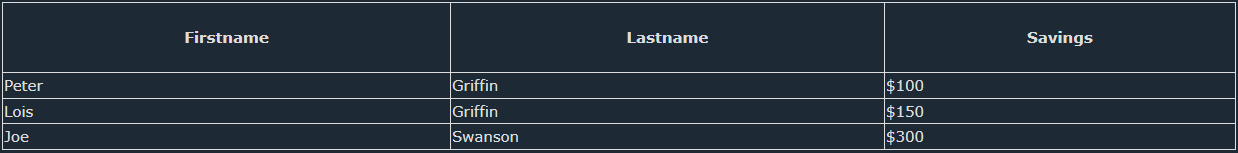 Firstname Lastname Savings
Peter Griffin $100
Lois Griffin $150
Joe Swanson $300